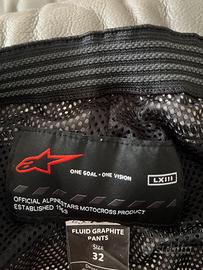 ONE GOAL - ONE VISION
LXIII
OFFICIAL ALPINESTARS MOTOCROSS PRODUCT
ESTABLISHED 1963
FLUID GRAPHITE
PANTS
Size
32